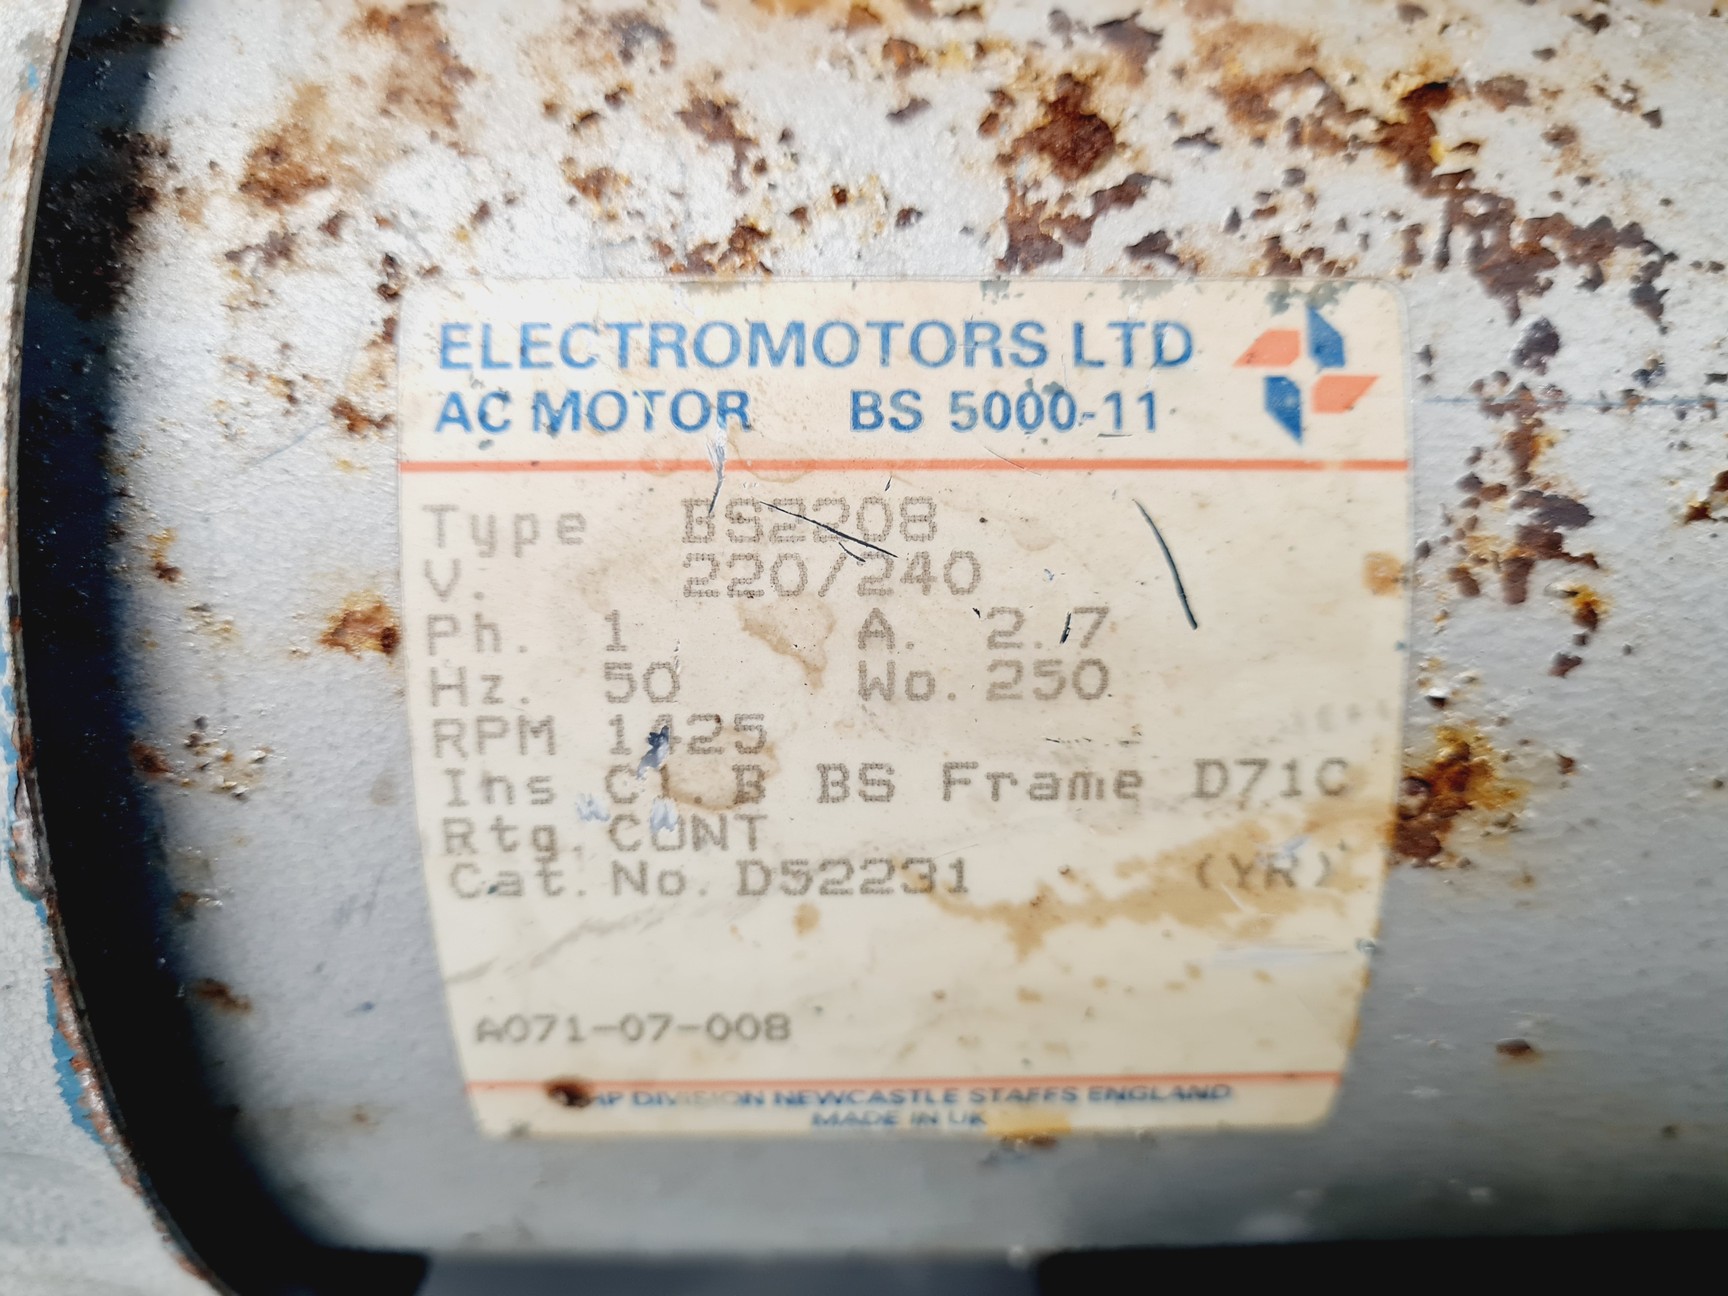 ELECTROMOTORS LTD
AC MOTOR BS 5000-11
Type BS2208
V. 220/240
Ph. 1 A. 2.7
Hz. 50 Wo. 250
RPM 1425
Ins Cl. B BS Frame D71C
Rtg. CONT
Cat. No. D52231 (YR)
A071-07-008
DIVISION NEWCASTLE STAFFS ENGLAND
MADE IN UK